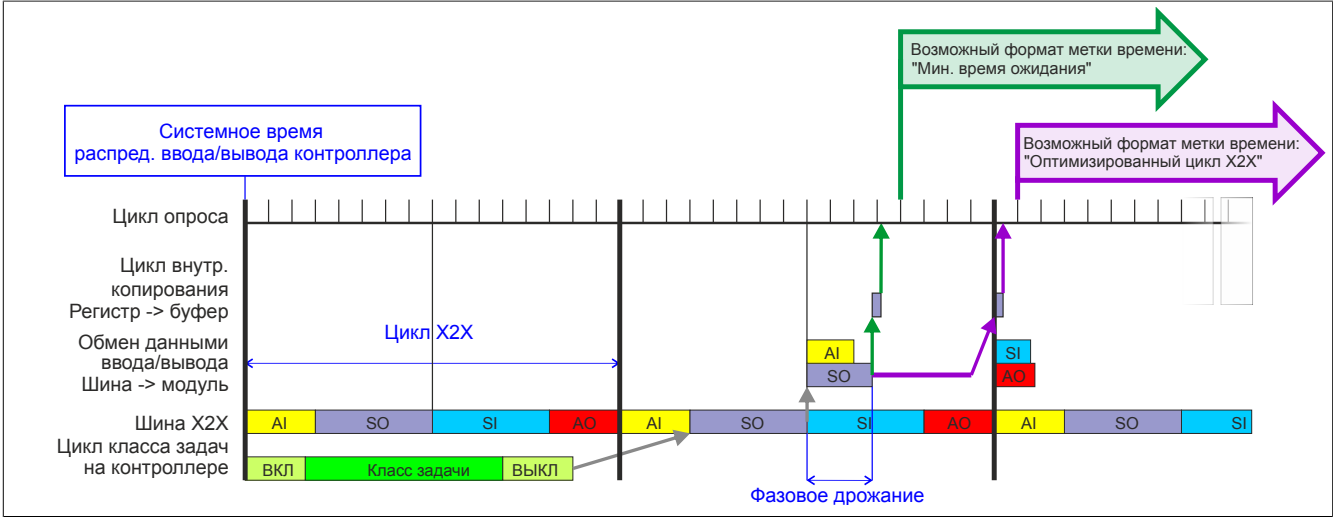 Возможный формат метки времени:
"Мин. время ожидания"
Системное время
распред. ввода/вывода контроллера
Возможный формат метки времени:
"Оптимизированный цикл X2X"
Цикл опроса
Цикл внутр.
копирования
Регистр -> буфер
Цикл X2X
Обмен данными
ввода/вывода
Шина -> модуль
AI
SO
SI
AO
Шина X2X
AI
SO
SI
AO
AI
SO
SI
AO
AI
SO
SI
Цикл класса задач
на контроллере
ВКЛ
Класс задачи
ВЫКЛ
Фазовое дрожание